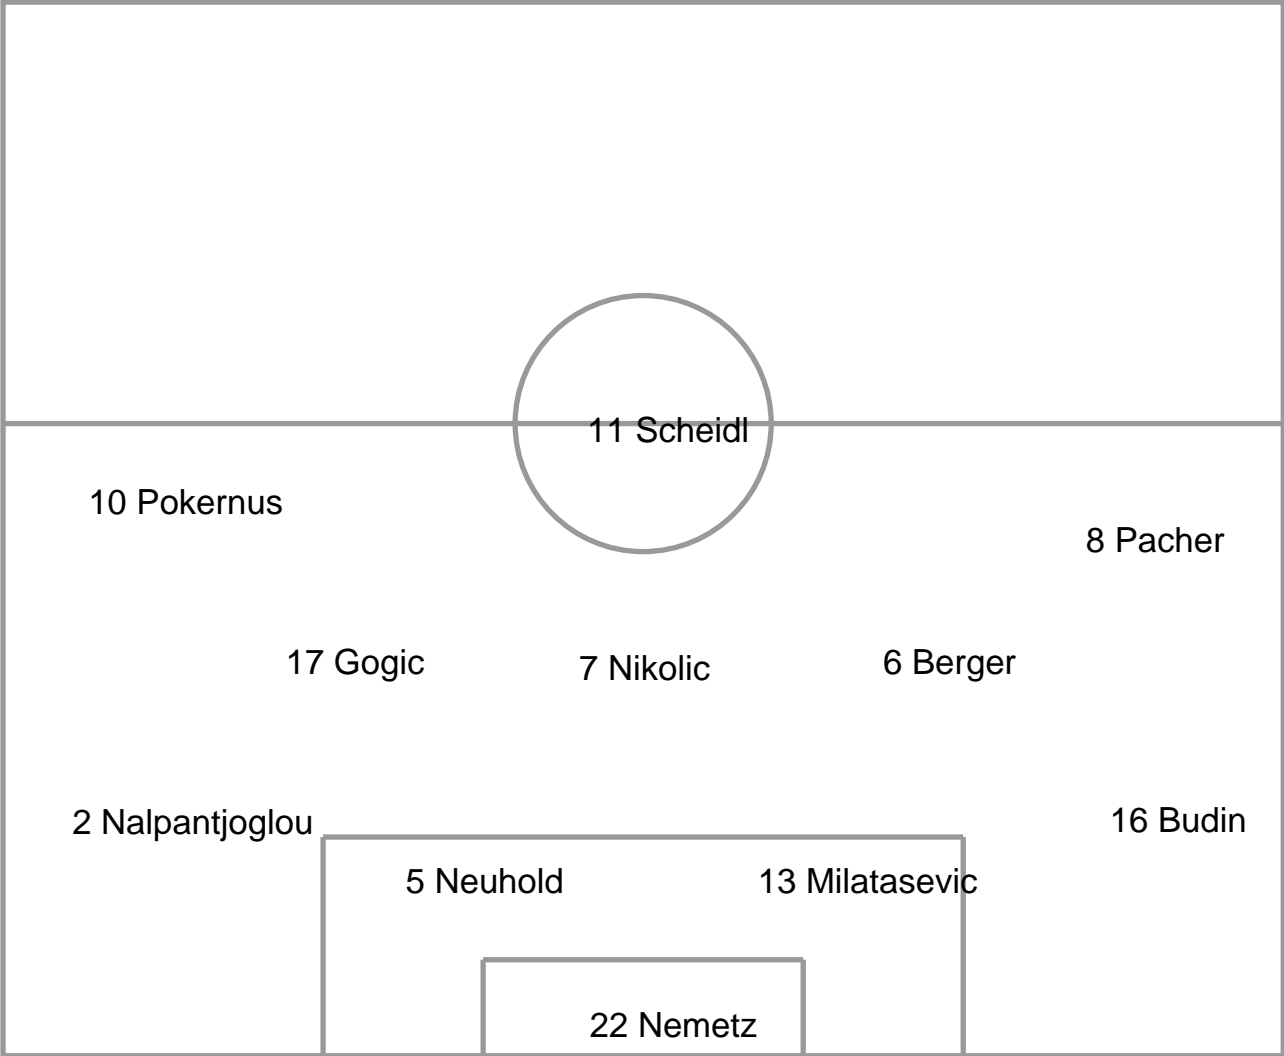 11 Scheidl
10 Pokernus
8 Pacher
17 Gogic
7 Nikolic
6 Berger
2 Nalpantjoglou
16 Budin
5 Neuhold
13 Milatasevic
22 Nemetz